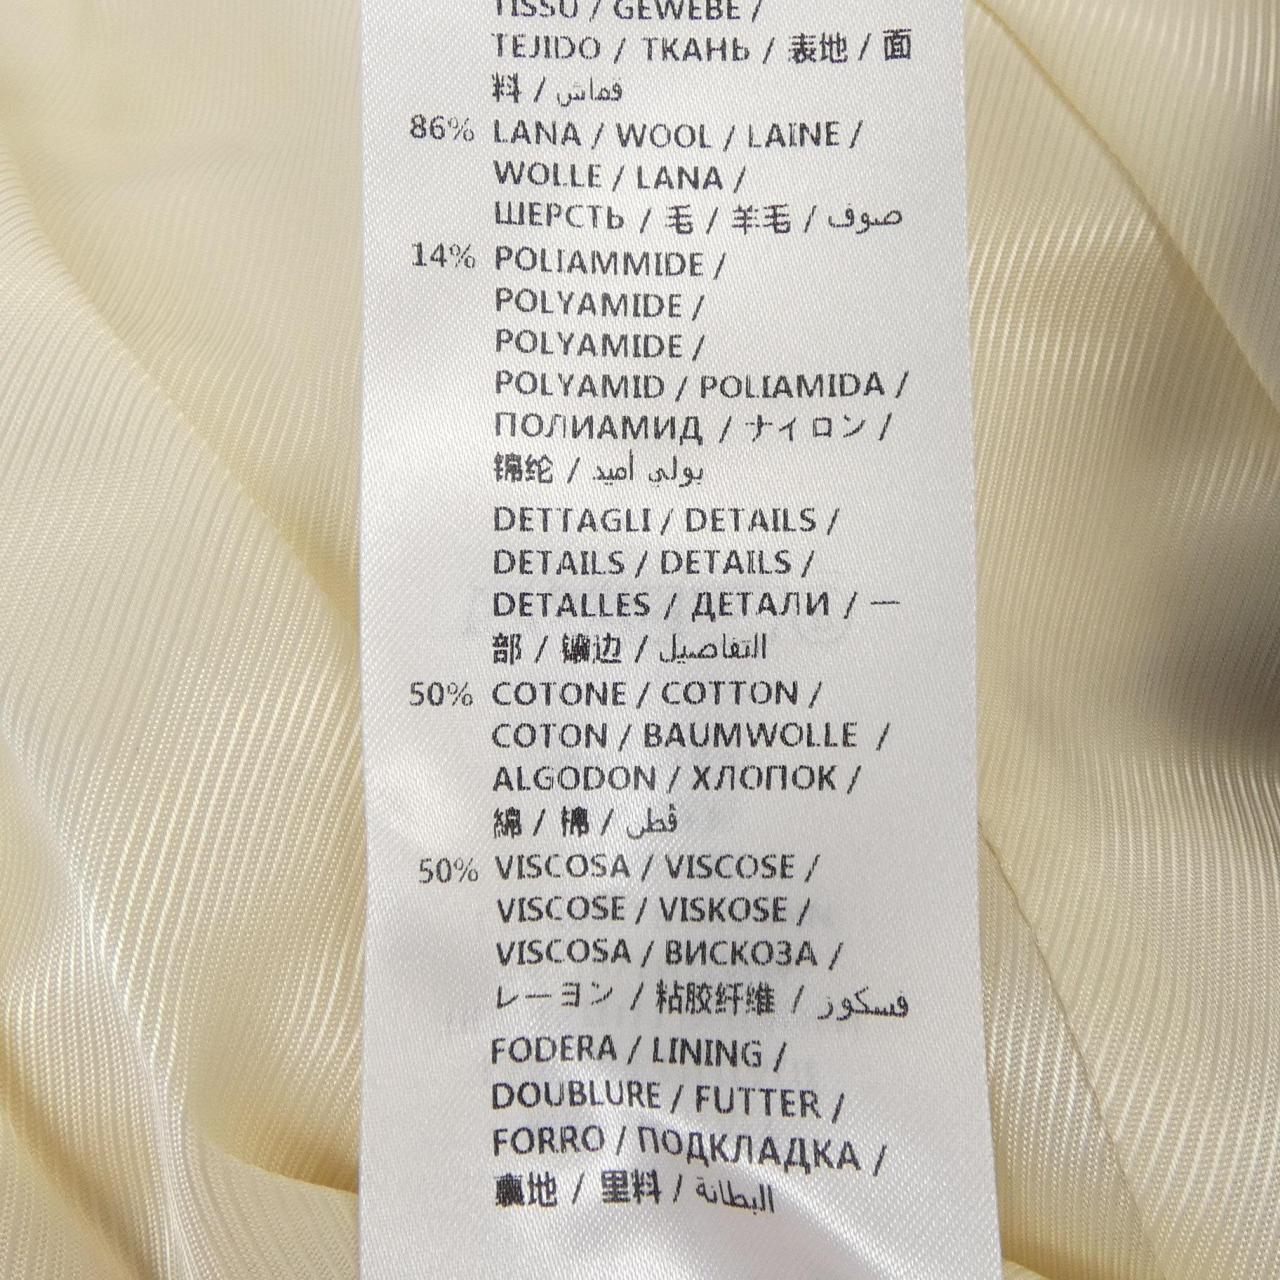 TISSU / GEWEBE /
TEJIDO / ТКАНЬ / 表地 / 面
料 / قماش
86% LANA / WOOL / LAINE /
WOLLE / LANA /
ШЕРСТЬ / 毛 / 羊毛 / صوف
14% POLIAMMIDE /
POLYAMIDE /
POLYAMIDE /
POLYAMID / POLIAMIDA /
ПОЛИАМИД / ナイロン /
锦纶 / بولي أميد
DETTAGLI / DETAILS /
DETAILS / DETAILS /
DETALLES / ДЕТАЛИ / 一
部 / 镶边 / التفاصيل
50% COTONE / COTTON /
COTON / BAUMWOLLE /
ALGODON / ХЛОПОК /
綿 / 棉 / قطن
50% VISCOSA / VISCOSE /
VISCOSE / VISKOSE /
VISCOSA / ВИСКОЗА /
レーヨン / 粘胶纤维 / فسكوز
FODERA / LINING /
DOUBLURE / FUTTER /
FORRO / ПОДКЛАДКА /
裏地 / 里料 / البطانة